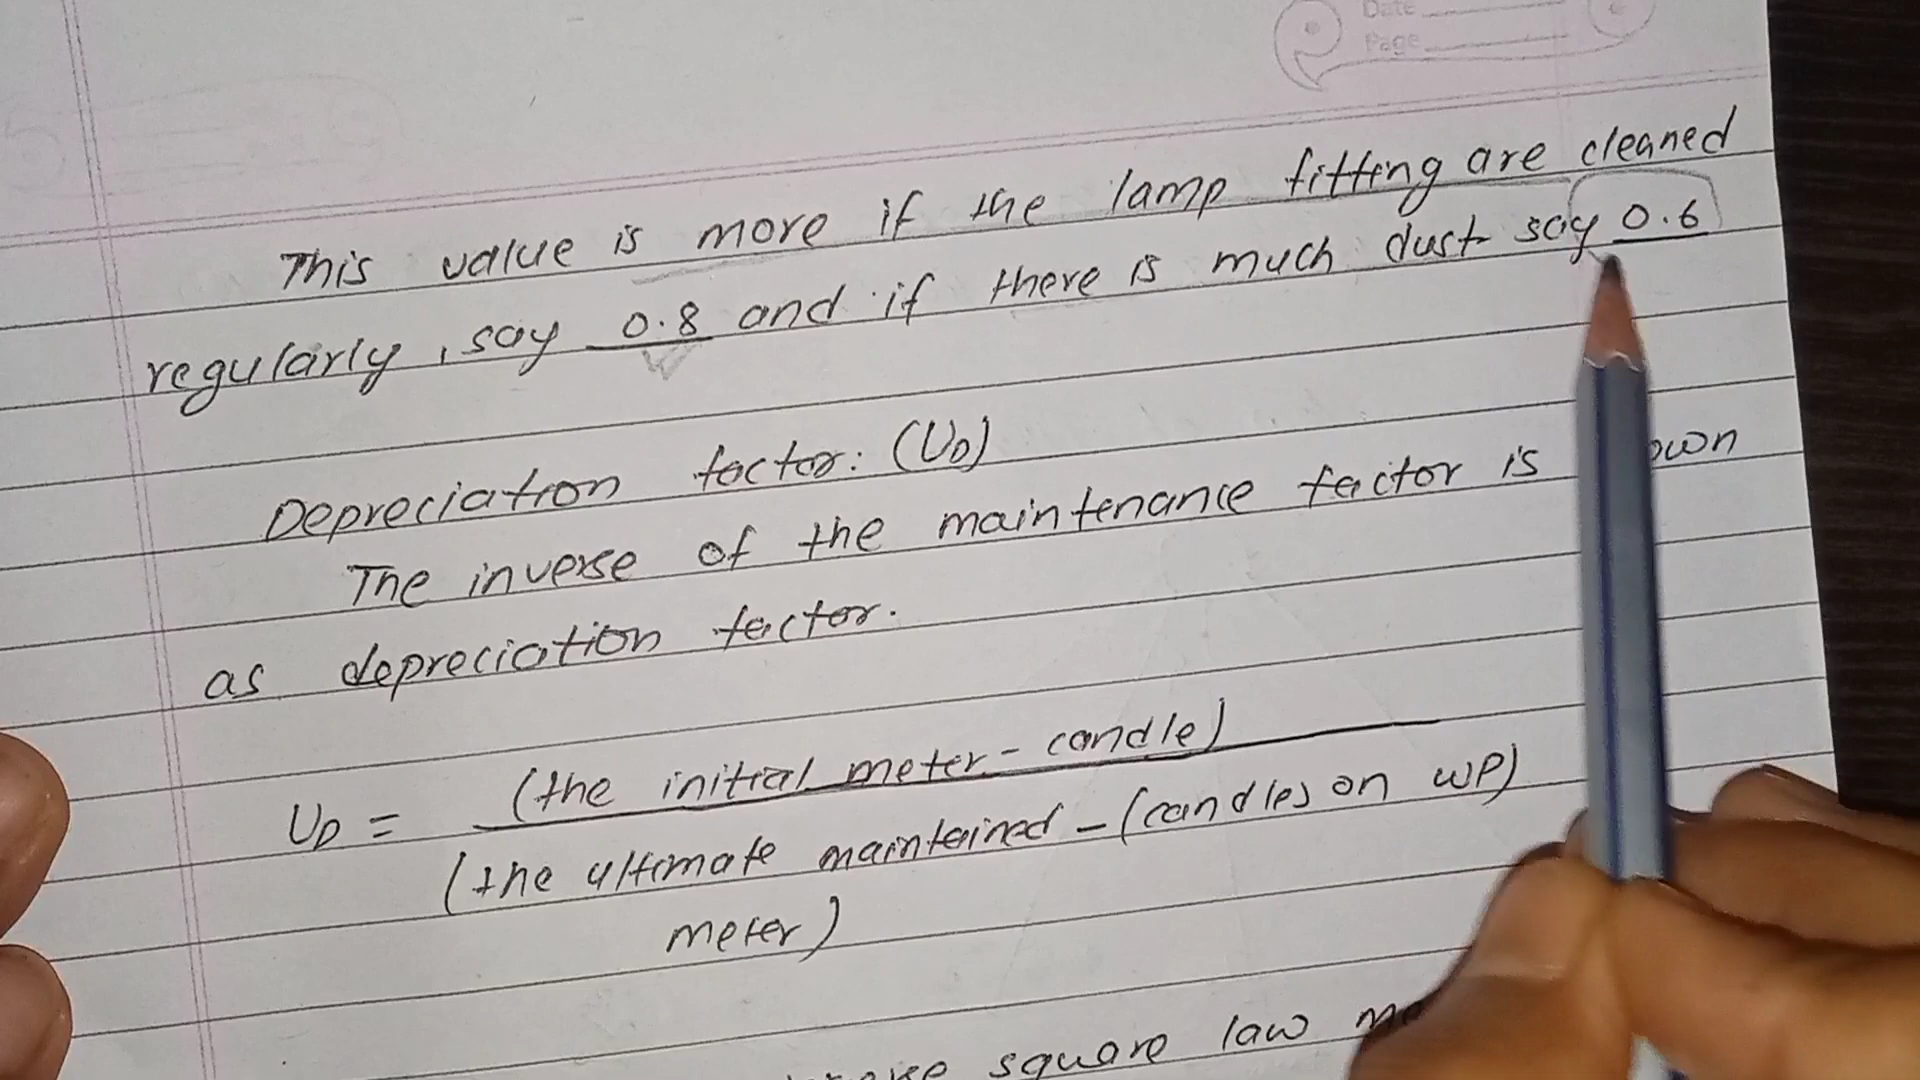 Date
Page
This value is more if the lamp fitting are cleaned
regularly, say 0.8 and if there is much dust say 0.6
Depreciation factor: (UD)
The inverse of the maintenance factor is
as depreciation factor.
UD = (the initial meter-candle)
(the ultimate maintained - (candles on WP)
meter)
square law